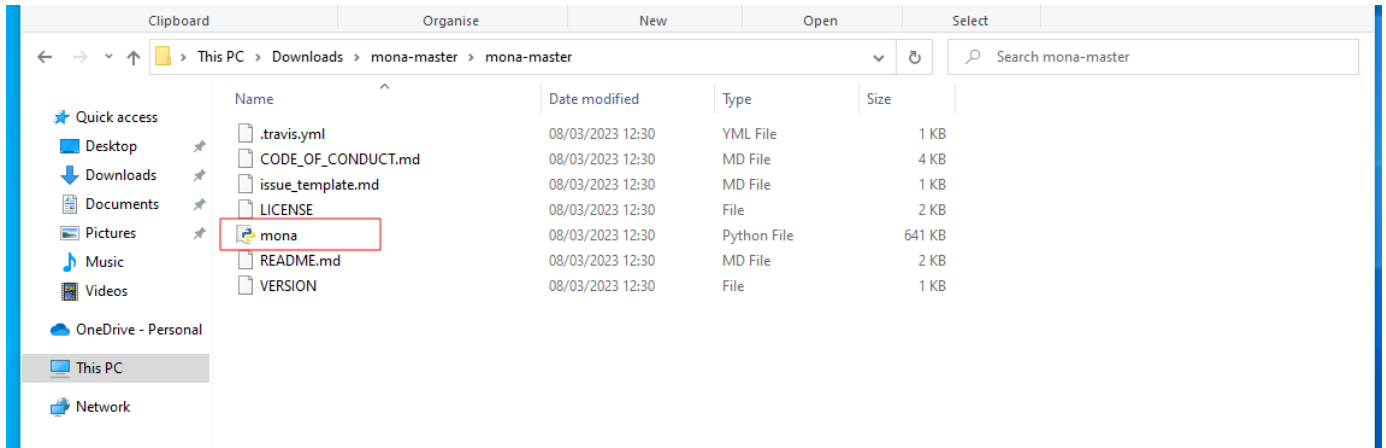 Clipboard Organise New Open Select
This PC > Downloads > mona-master > mona-master Search mona-master
Name Date modified Type Size
Quick access
Desktop
Downloads
Documents
Pictures
Music
Videos
OneDrive - Personal
This PC
Network
.travis.yml 08/03/2023 12:30 YML File 1 KB
CODE_OF_CONDUCT.md 08/03/2023 12:30 MD File 4 KB
issue_template.md 08/03/2023 12:30 MD File 1 KB
LICENSE 08/03/2023 12:30 File 2 KB
mona 08/03/2023 12:30 Python File 641 KB
README.md 08/03/2023 12:30 MD File 2 KB
VERSION 08/03/2023 12:30 File 1 KB